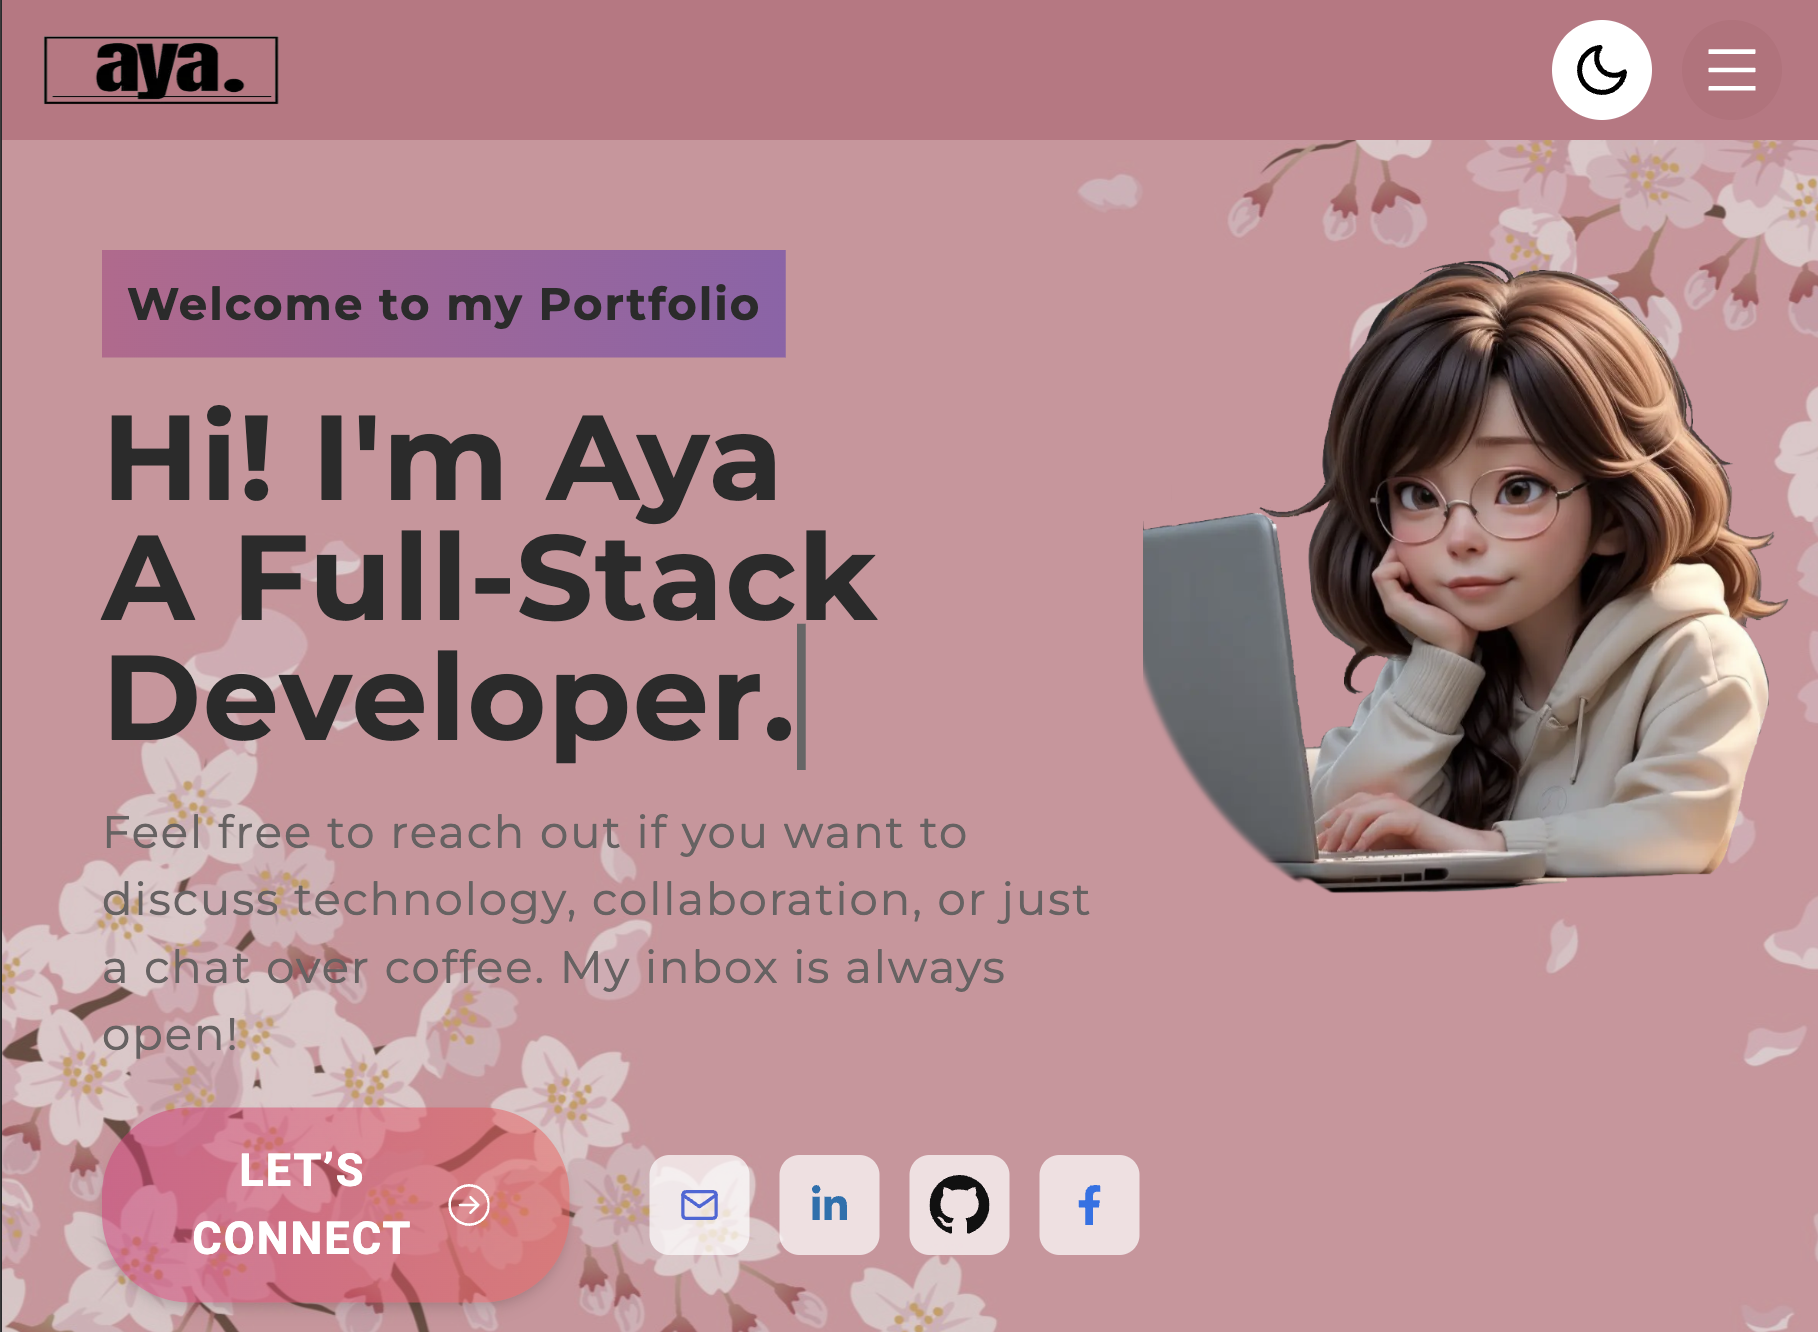 aya.
Welcome to my Portfolio
Hi! I'm Aya
A Full-Stack
Developer.
Feel free to reach out if you want to
discuss technology, collaboration, or just
a chat over coffee. My inbox is always
open!
LET’S
CONNECT
in
f